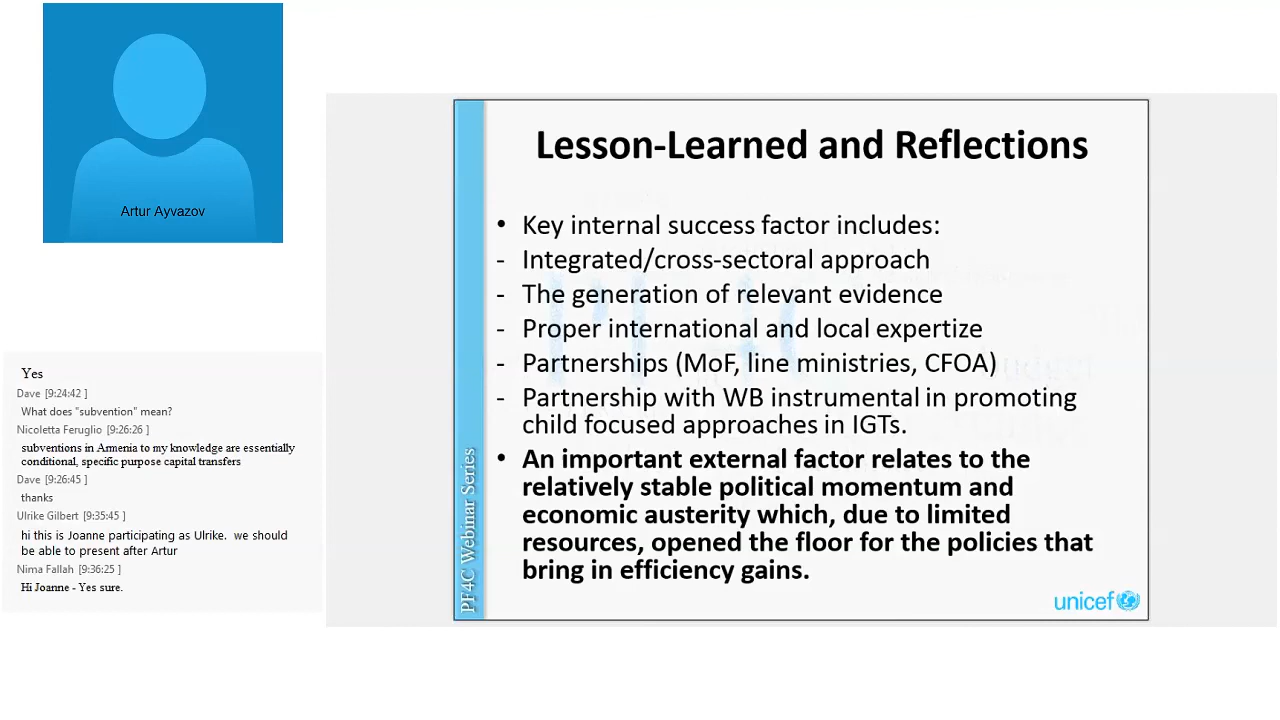 Artur Ayvazov
Yes
Dave [9:24:42 ]
What does "subvention" mean?
Nicoletta Feruglio [9:26:26 ]
subventions in Armenia to my knowledge are essentially
conditional, specific purpose capital transfers
Dave [9:26:45 ]
thanks
Ulrike Gilbert [9:35:45 ]
hi this is Joanne participating as Ulrike.  we should
be able to present after Artur
Nima Fallah [9:36:25 ]
Hi Joanne - Yes sure.
Lesson-Learned and Reflections
• Key internal success factor includes:
- Integrated/cross-sectoral approach
- The generation of relevant evidence
- Proper international and local expertize
- Partnerships (MoF, line ministries, CFOA)
- Partnership with WB instrumental in promoting
child focused approaches in IGTs.
• An important external factor relates to the
relatively stable political momentum and
economic austerity which, due to limited
resources, opened the floor for the policies that
bring in efficiency gains.
PF4C Webinar Series
unicef